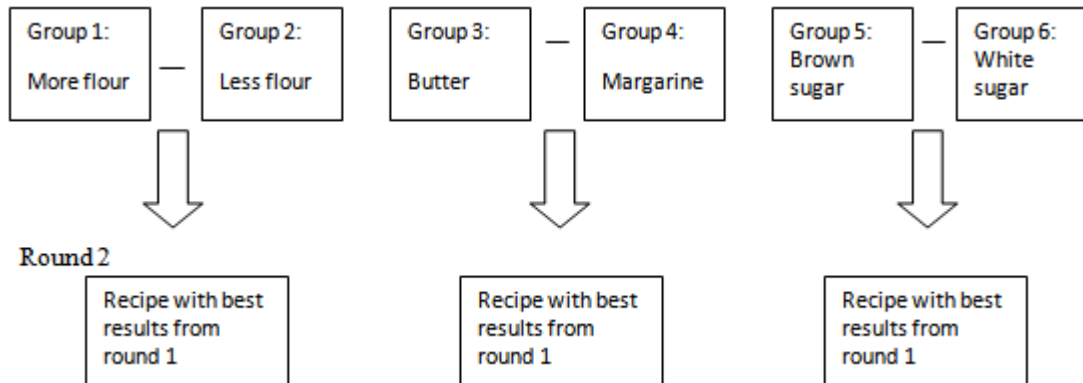 Group 1:
More flour
Group 2:
Less flour
Group 3:
Butter
Group 4:
Margarine
Group 5:
Brown
sugar
Group 6:
White
sugar
Round 2
Recipe with best
results from
round 1
Recipe with best
results from
round 1
Recipe with best
results from
round 1